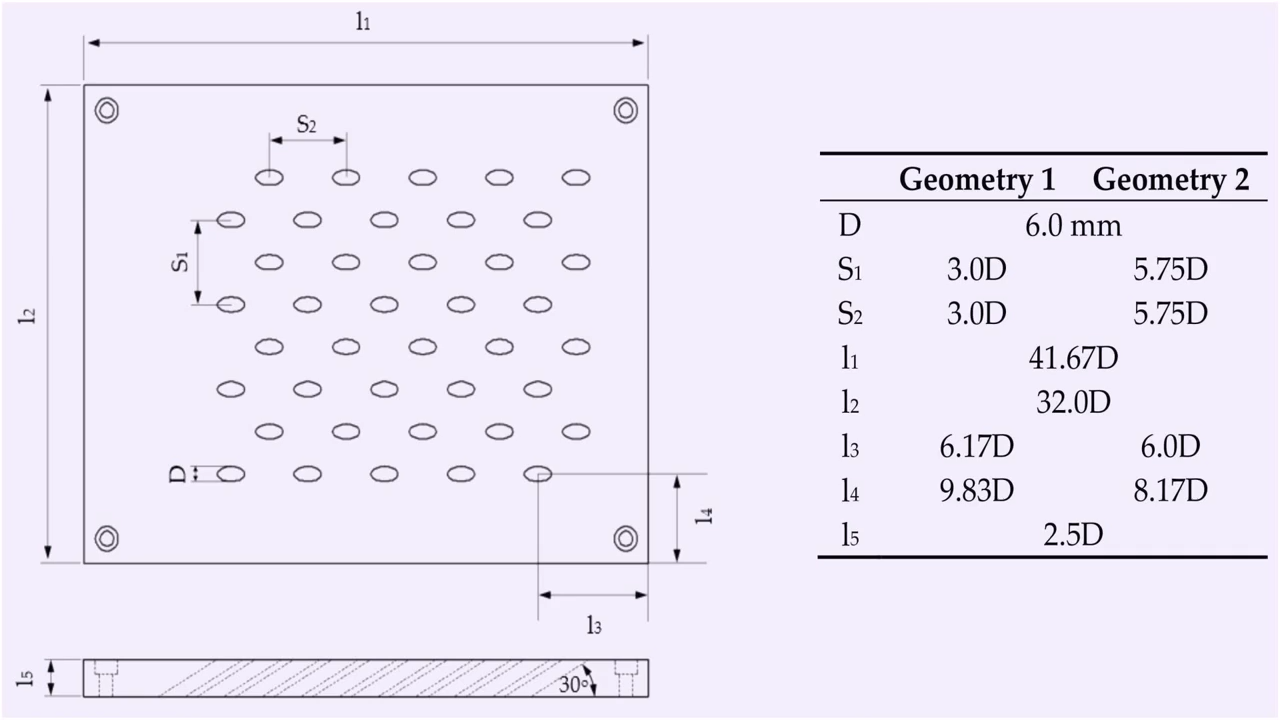 l1
S2
S1
l2
D
l4
l3
l5
30°
Geometry 1 Geometry 2
D 6.0 mm
S1 3.0D 5.75D
S2 3.0D 5.75D
l1 41.67D
l2 32.0D
l3 6.17D 6.0D
l4 9.83D 8.17D
l5 2.5D